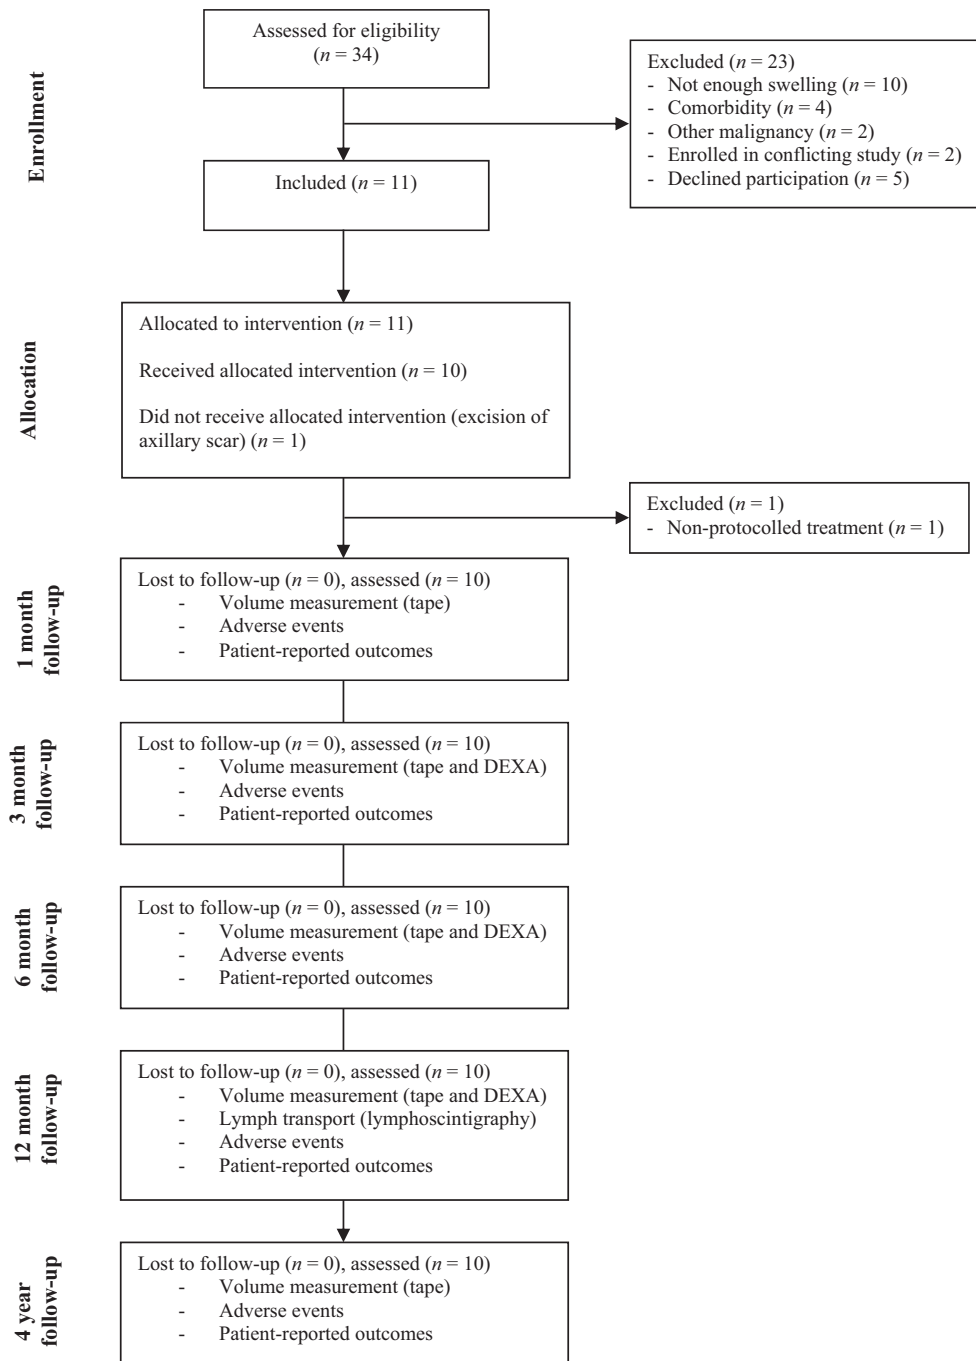 Enrollment
Assessed for eligibility
(n = 34)
Excluded (n = 23)
- Not enough swelling (n = 10)
- Comorbidity (n = 4)
- Other malignancy (n = 2)
- Enrolled in conflicting study (n = 2)
- Declined participation (n = 5)
Included (n = 11)
Allocation
Allocated to intervention (n = 11)
Received allocated intervention (n = 10)
Did not receive allocated intervention (excision of
axillary scar) (n = 1)
Excluded (n = 1)
- Non-protocolled treatment (n = 1)
1 month
follow-up
Lost to follow-up (n = 0), assessed (n = 10)
- Volume measurement (tape)
- Adverse events
- Patient-reported outcomes
3 month
follow-up
Lost to follow-up (n = 0), assessed (n = 10)
- Volume measurement (tape and DEXA)
- Adverse events
- Patient-reported outcomes
6 month
follow-up
Lost to follow-up (n = 0), assessed (n = 10)
- Volume measurement (tape and DEXA)
- Adverse events
- Patient-reported outcomes
12 month
follow-up
Lost to follow-up (n = 0), assessed (n = 10)
- Volume measurement (tape and DEXA)
- Lymph transport (lymphoscintigraphy)
- Adverse events
- Patient-reported outcomes
4 year
follow-up
Lost to follow-up (n = 0), assessed (n = 10)
- Volume measurement (tape)
- Adverse events
- Patient-reported outcomes